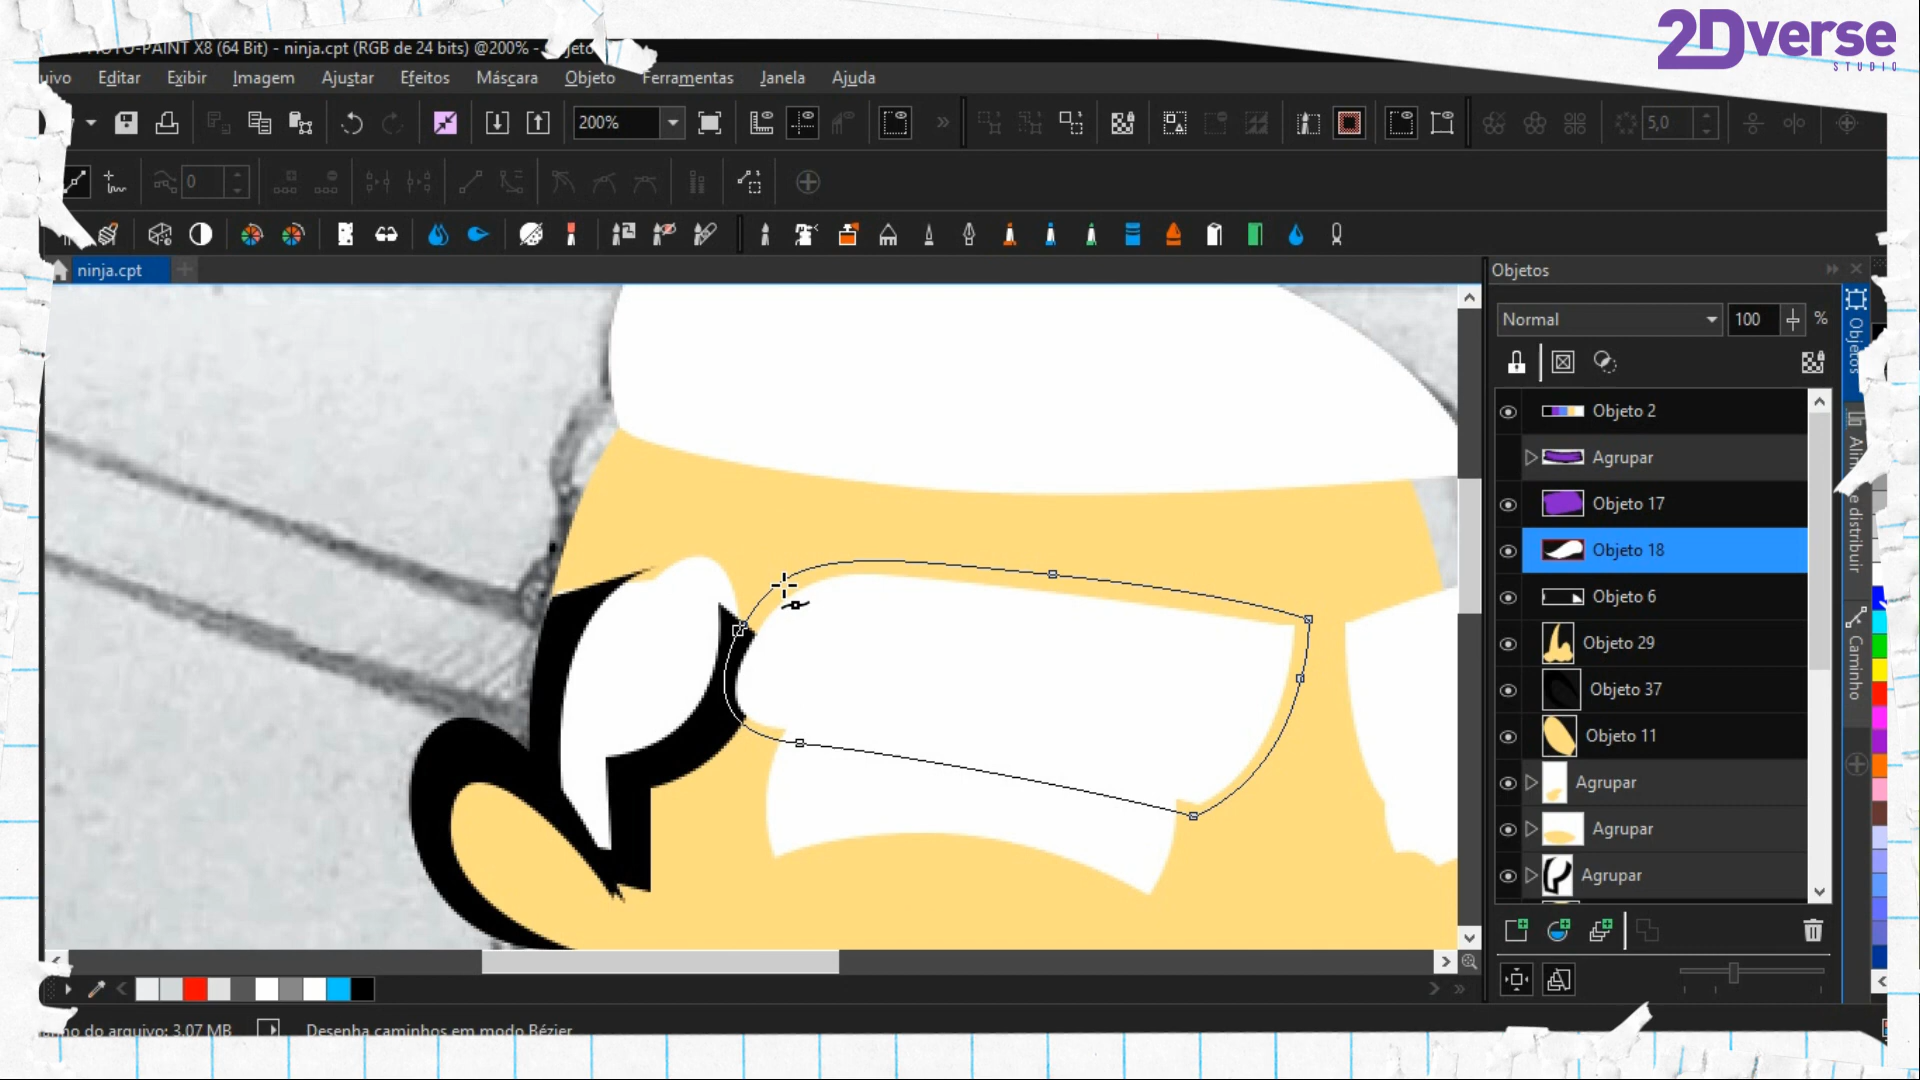 2Dverse
STUDIO
PHOTO-PAINT X8 (64 Bit) - ninja.cpt (RGB de 24 bits) @200% -
Editar Exibir Imagem Ajustar Efeitos Máscara Objeto Ferramentas Janela Ajuda
200%
5,0
0
ninja.cpt
Objetos
Normal 100 %
Objeto 2
Agrupar
Objeto 17
Objeto 18
Objeto 6
Objeto 29
Objeto 37
Objeto 11
Agrupar
Agrupar
Agrupar
Objetos
e distribuir
Caminho
do arquivo: 3,07 MB
Desenha caminhos em modo Bézier